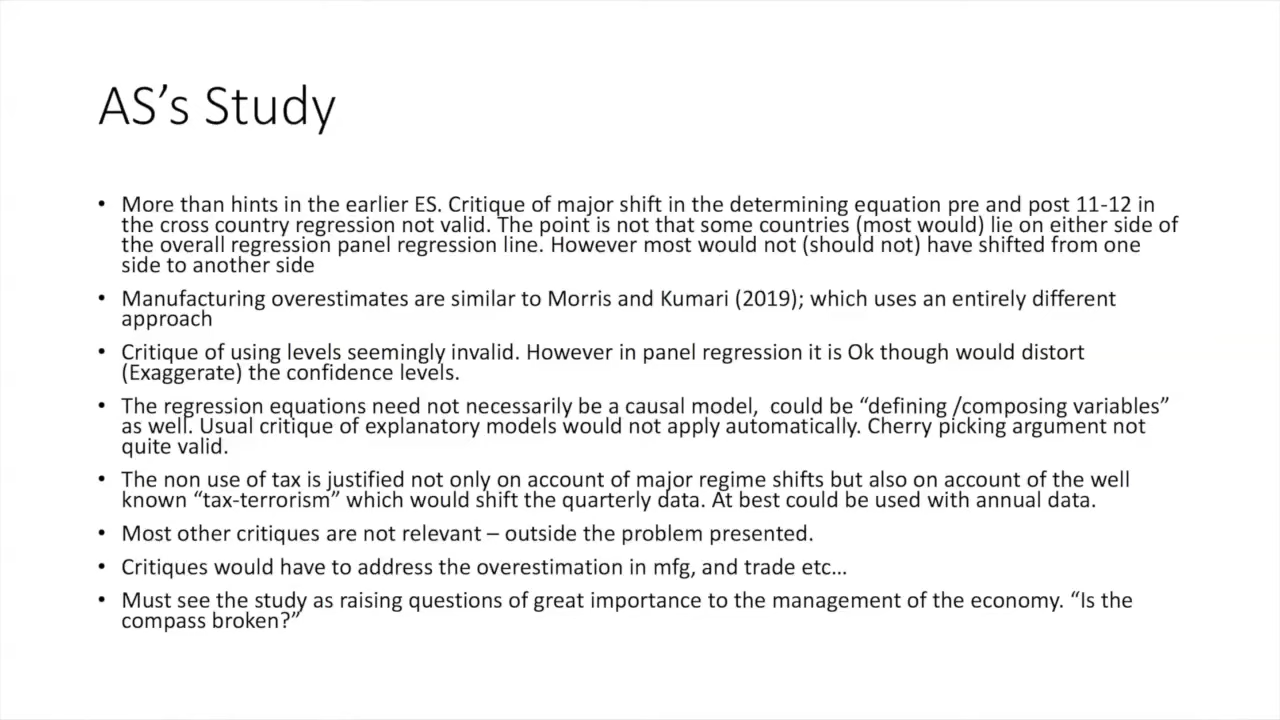 AS's Study
• More than hints in the earlier ES. Critique of major shift in the determining equation pre and post 11-12 in
the cross country regression not valid. The point is not that some countries (most would) lie on either side of
the overall regression panel regression line. However most would not (should not) have shifted from one
side to another side
• Manufacturing overestimates are similar to Morris and Kumari (2019); which uses an entirely different
approach
• Critique of using levels seemingly invalid. However in panel regression it is Ok though would distort
(Exaggerate) the confidence levels.
• The regression equations need not necessarily be a causal model,  could be “defining /composing variables”
as well. Usual critique of explanatory models would not apply automatically. Cherry picking argument not
quite valid.
• The non use of tax is justified not only on account of major regime shifts but also on account of the well
known “tax-terrorism” which would shift the quarterly data. At best could be used with annual data.
• Most other critiques are not relevant – outside the problem presented.
• Critiques would have to address the overestimation in mfg, and trade etc…
• Must see the study as raising questions of great importance to the management of the economy. “Is the
compass broken?”